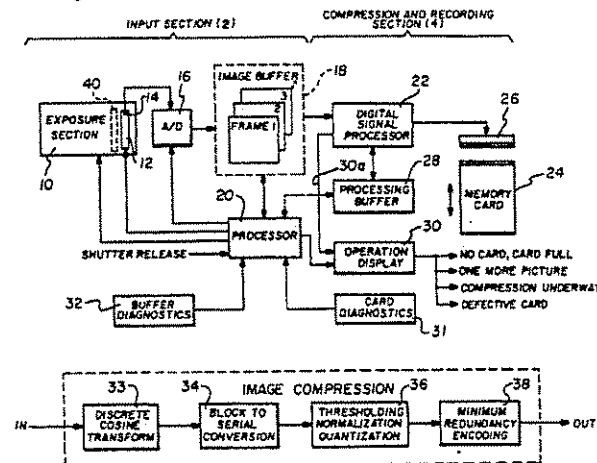 INPUT SECTION (2)
COMPRESSION AND RECORDING
SECTION (4)
40
14
16
IMAGE BUFFER
18
22
EXPOSURE
SECTION
A/D
3
2
FRAME 1
DIGITAL
SIGNAL
PROCESSOR
26
10
12
30a
28
24
20
PROCESSING
BUFFER
MEMORY
CARD
PROCESSOR
30
SHUTTER RELEASE
OPERATION
DISPLAY
NO CARD, CARD FULL
ONE MORE PICTURE
COMPRESSION UNDERWAY
DEFECTIVE CARD
32
BUFFER
DIAGNOSTICS
CARD
DIAGNOSTICS
31
33
34
IMAGE COMPRESSION
36
38
IN
DISCRETE
COSINE
TRANSFORM
BLOCK TO
SERIAL
CONVERSION
THRESHOLDING
NORMALIZATION
QUANTIZATION
MINIMUM
REDUNDANCY
ENCODING
OUT